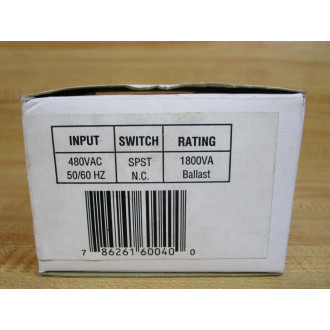 INPUT SWITCH RATING
480VAC SPST 1800VA
50/60 HZ N.C. Ballast
7 86261 60040 0